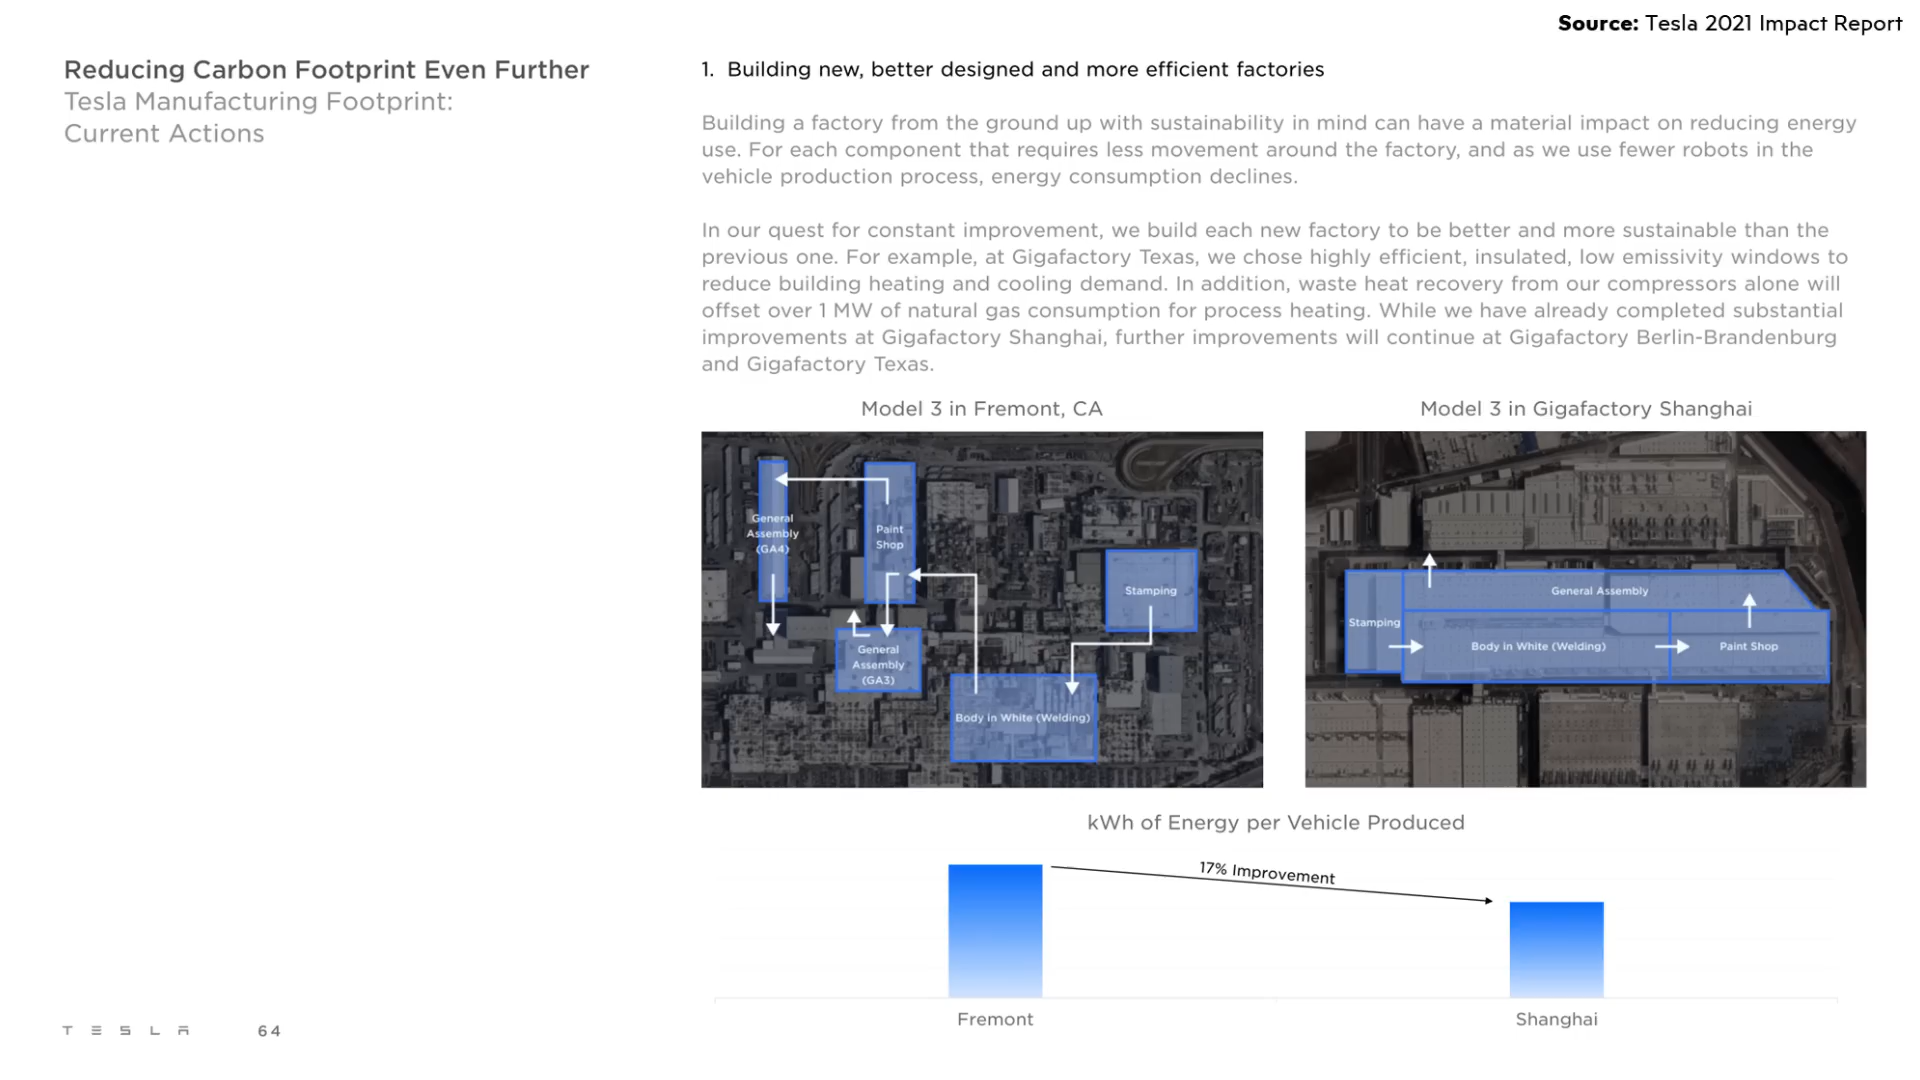 Source: Tesla 2021 Impact Report
Reducing Carbon Footprint Even Further
Tesla Manufacturing Footprint:
Current Actions
1. Building new, better designed and more efficient factories
Building a factory from the ground up with sustainability in mind can have a material impact on reducing energy
use. For each component that requires less movement around the factory, and as we use fewer robots in the
vehicle production process, energy consumption declines.
In our quest for constant improvement, we build each new factory to be better and more sustainable than the
previous one. For example, at Gigafactory Texas, we chose highly efficient, insulated, low emissivity windows to
reduce building heating and cooling demand. In addition, waste heat recovery from our compressors alone will
offset over 1 MW of natural gas consumption for process heating. While we have already completed substantial
improvements at Gigafactory Shanghai, further improvements will continue at Gigafactory Berlin-Brandenburg
and Gigafactory Texas.
Model 3 in Fremont, CA
General
Assembly
(GA4)
Paint
Shop
Stamping
General
Assembly
(GA3)
Body in White (Welding)
Model 3 in Gigafactory Shanghai
General Assembly
Stamping
Body in White (Welding)
Paint Shop
kWh of Energy per Vehicle Produced
17% Improvement
Fremont
Shanghai
TESLA
64